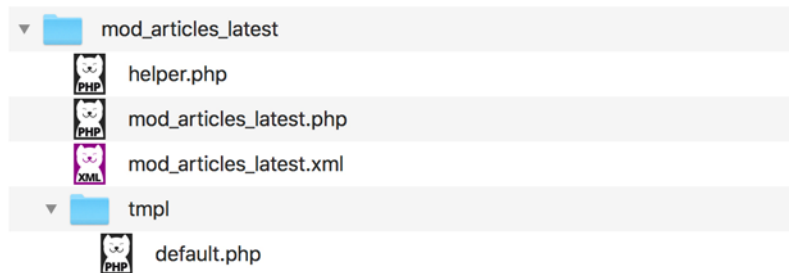 mod_articles_latest
helper.php
PHP
mod_articles_latest.php
PHP
mod_articles_latest.xml
XML
tmpl
default.php
PHP